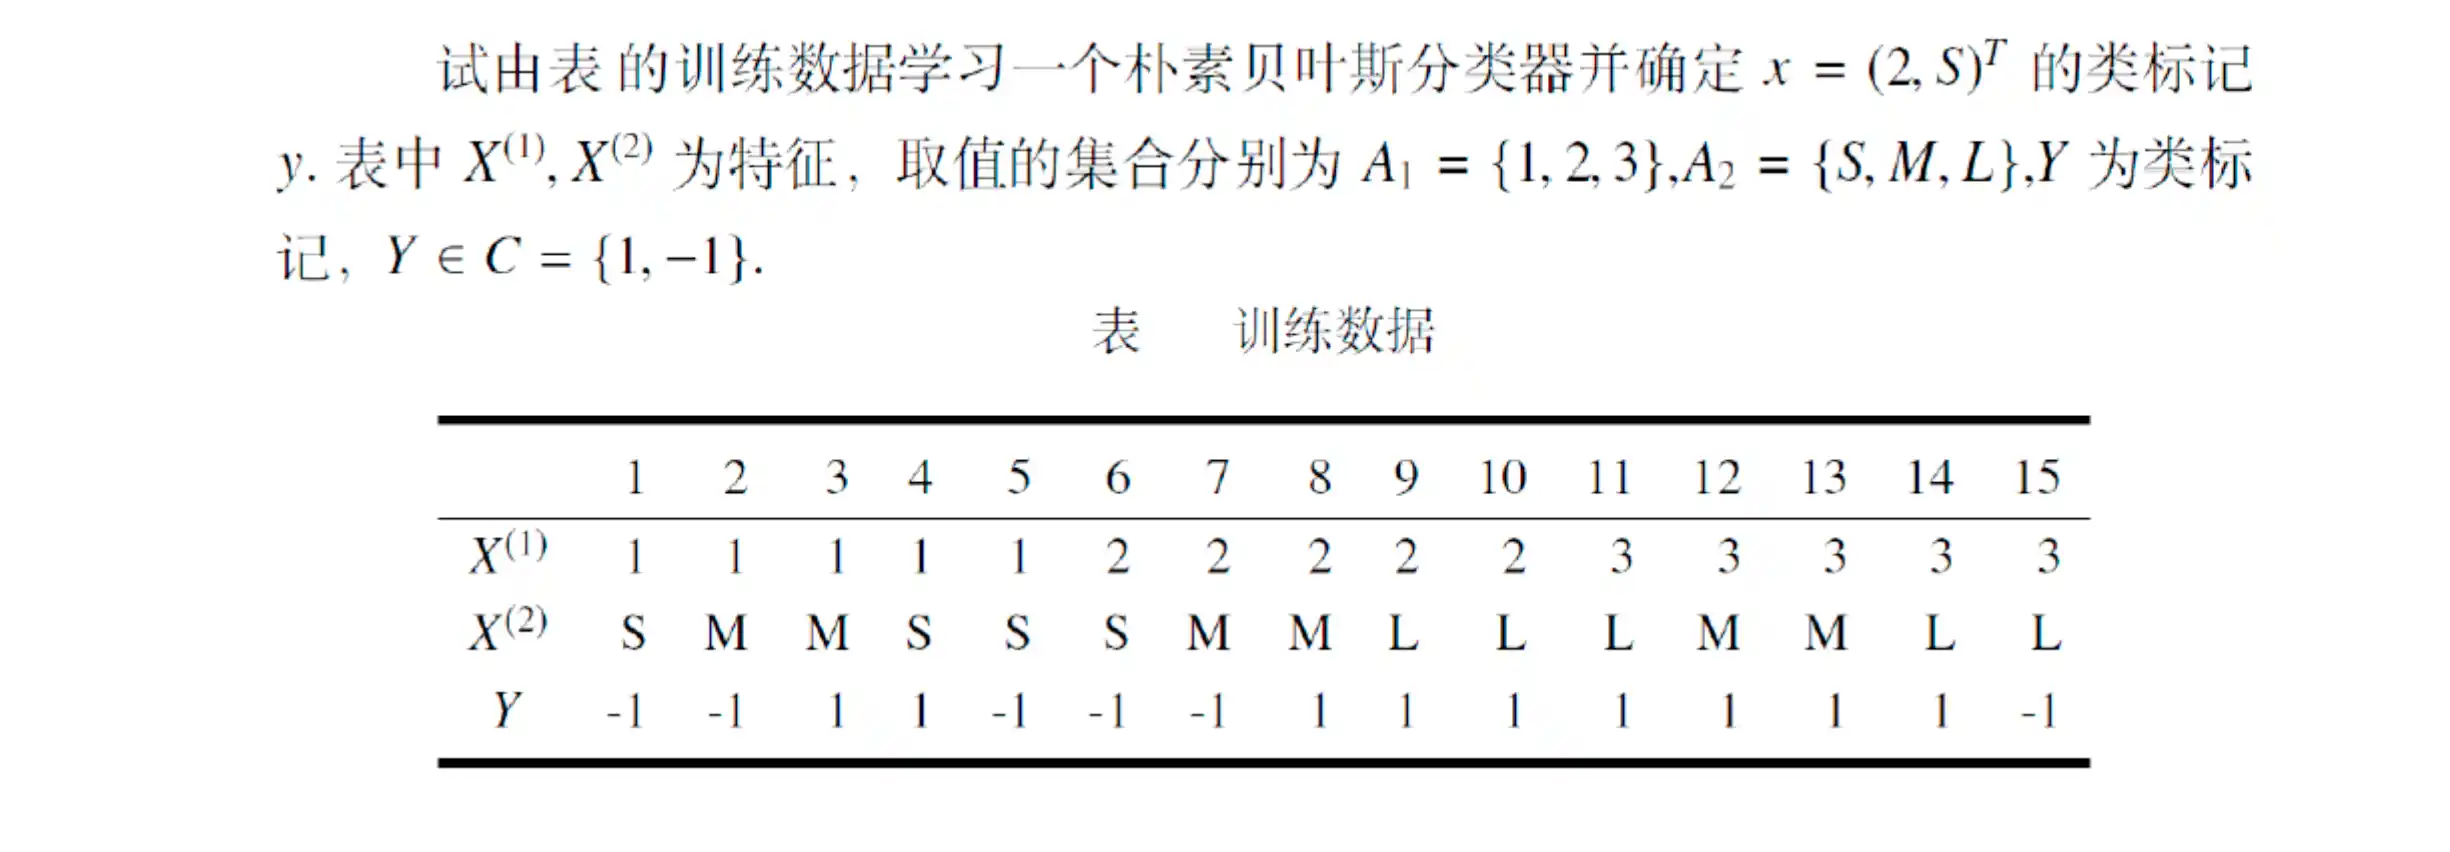 试由表 的训练数据学习一个朴素贝叶斯分类器并确定 x = (2, S)^T 的类标记
y. 表中 X^(1), X^(2) 为特征，取值的集合分别为 A₁ = {1, 2, 3},A₂ = {S, M, L},Y 为类标
记，Y ∈ C = {1, −1}.
表 训练数据
1 2 3 4 5 6 7 8 9 10 11 12 13 14 15
X^(1) 1 1 1 1 1 2 2 2 2 2 3 3 3 3 3
X^(2) S M M S S S M M L L L M M L L
Y -1 -1 1 1 -1 -1 -1 1 1 1 1 1 1 1 -1